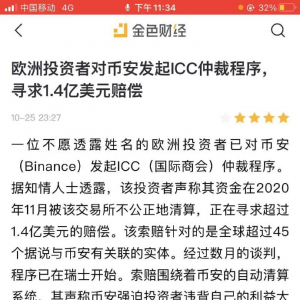 中国移动 4G
下午11:34
32%
金色财经
欧洲投资者对币安发起ICC仲裁程序，
寻求1.4亿美元赔偿
10-25 23:27
一位不愿透露姓名的欧洲投资者已对币安
（Binance）发起ICC（国际商会）仲裁程序。
据知情人士透露，该投资者声称其资金在2020
年11月被该交易所不公正地清算，正在寻求超过
1.4亿美元的赔偿。该索赔针对的是全球超过45
个据说与币安有关联的实体。经过数月的谈判，
程序已在瑞士开始。索赔围绕着币安的自动清算
系统，其声称币安强迫投资者违背自己的利益大